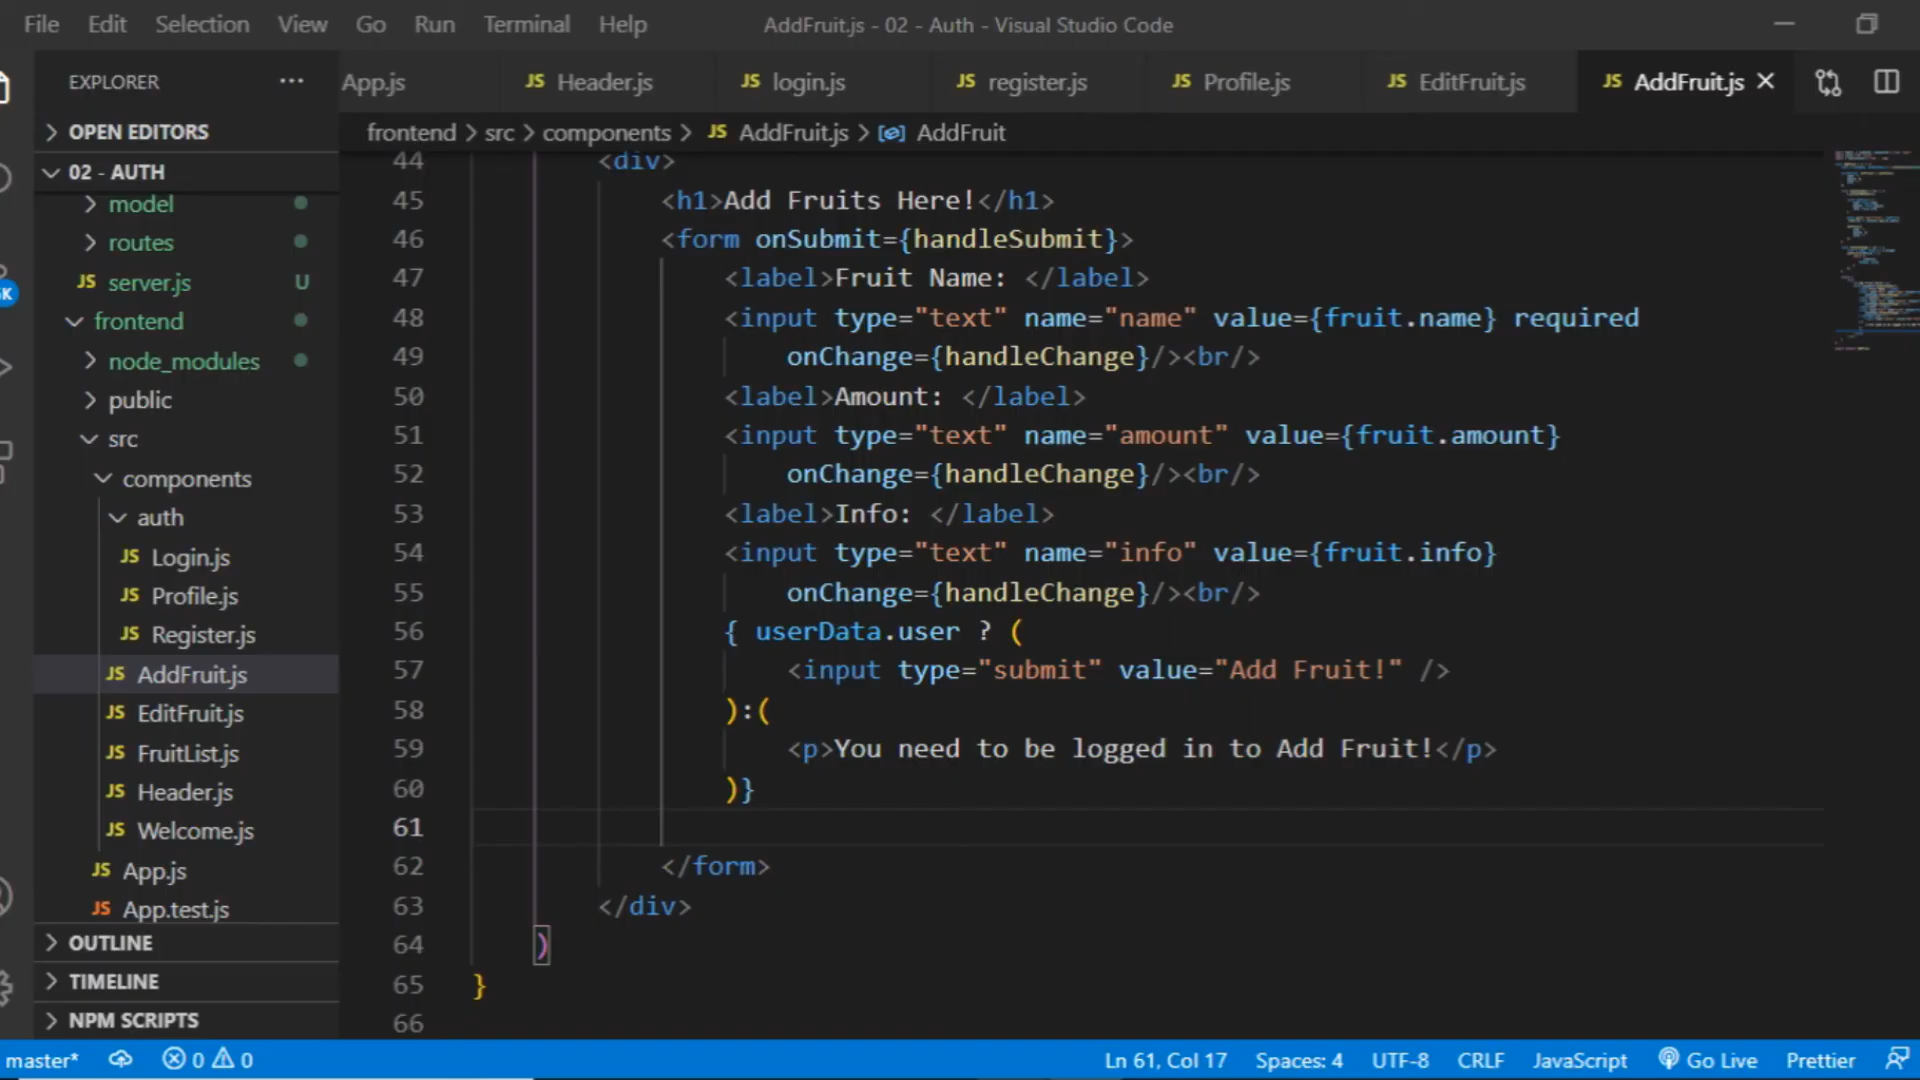 File Edit Selection View Go Run Terminal Help AddFruit.js - 02 - Auth - Visual Studio Code
EXPLORER ···
App.js JS Header.js JS login.js JS register.js JS Profile.js JS EditFruit.js JS AddFruit.js
frontend > src > components > JS AddFruit.js > AddFruit
OPEN EDITORS
02 - AUTH
model
routes
JS server.js U
frontend
node_modules
public
src
components
auth
JS Login.js
JS Profile.js
JS Register.js
JS AddFruit.js
JS EditFruit.js
JS FruitList.js
JS Header.js
JS Welcome.js
JS App.js
JS App.test.js
OUTLINE
TIMELINE
NPM SCRIPTS
44 <div>
45 <h1>Add Fruits Here!</h1>
46 <form onSubmit={handleSubmit}>
47 <label>Fruit Name: </label>
48 <input type="text" name="name" value={fruit.name} required
49 onChange={handleChange}/><br/>
50 <label>Amount: </label>
51 <input type="text" name="amount" value={fruit.amount}
52 onChange={handleChange}/><br/>
53 <label>Info: </label>
54 <input type="text" name="info" value={fruit.info}
55 onChange={handleChange}/><br/>
56 { userData.user ? (
57 <input type="submit" value="Add Fruit!" />
58 ):(
59 <p>You need to be logged in to Add Fruit!</p>
60 )}
61
62 </form>
63 </div>
64 )
65 }
66
master* 0 0 Ln 61, Col 17 Spaces: 4 UTF-8 CRLF JavaScript Go Live Prettier